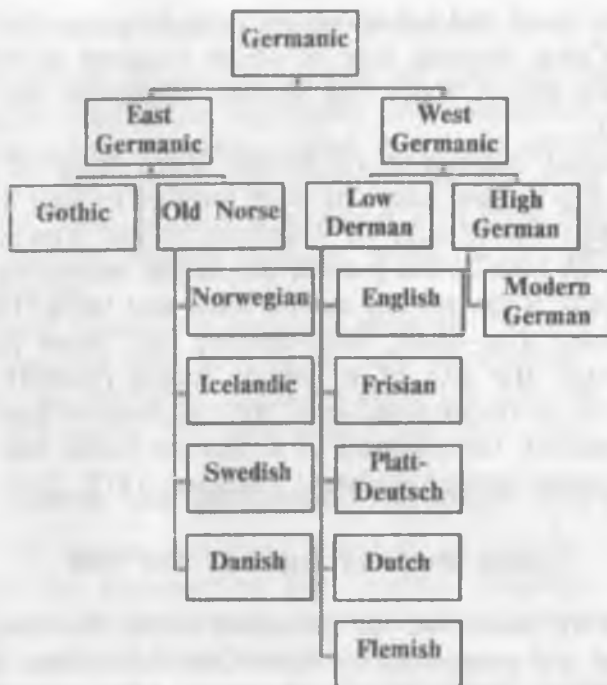 Germanic
East
Germanic
West
Germanic
Gothic
Old Norse
Low
Derman
High
German
Norwegian
English
Modern
German
Icelandic
Frisian
Swedish
Platt-
Deutsch
Danish
Dutch
Flemish